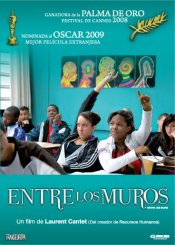 GANADORA de la PALMA DE ORO
FESTIVAL DE CANNES 2008
NOMINADA al OSCAR 2009
MEJOR PELÍCULA EXTRANJERA
ENTRE LOS MUROS
Un film de Laurent Cantet (Del creador de Recursos Humanos)